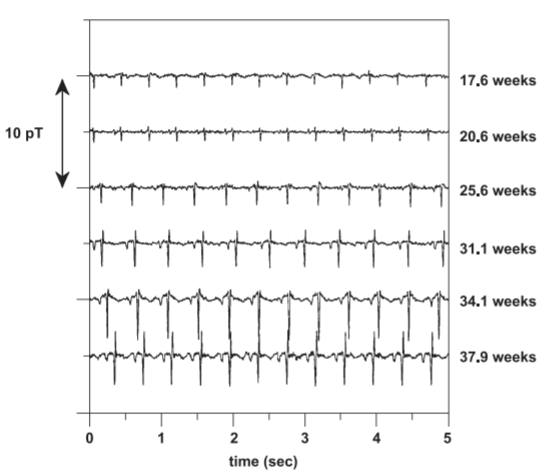 17.6 weeks
10 pT
20.6 weeks
25.6 weeks
31.1 weeks
34.1 weeks
37.9 weeks
0 1 2 3 4 5
time (sec)